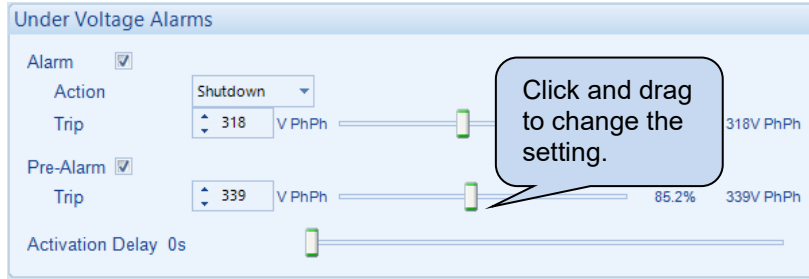 Under Voltage Alarms
Alarm
Action Shutdown
Trip 318 V PhPh 318V PhPh
Click and drag
to change the
setting.
Pre-Alarm
Trip 339 V PhPh 85.2% 339V PhPh
Activation Delay 0s